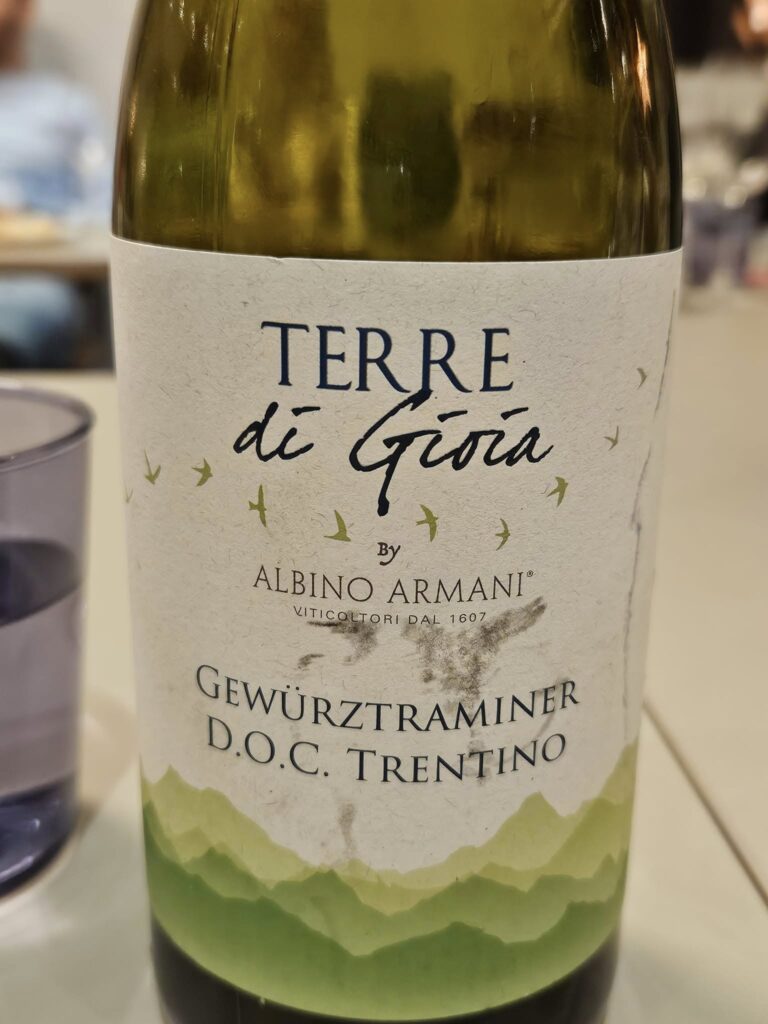 TERRE
di Gioia
BY
ALBINO ARMANI®
VITICOLTORI DAL 1607
GEWÜRZTRAMINER
D.O.C. TRENTINO